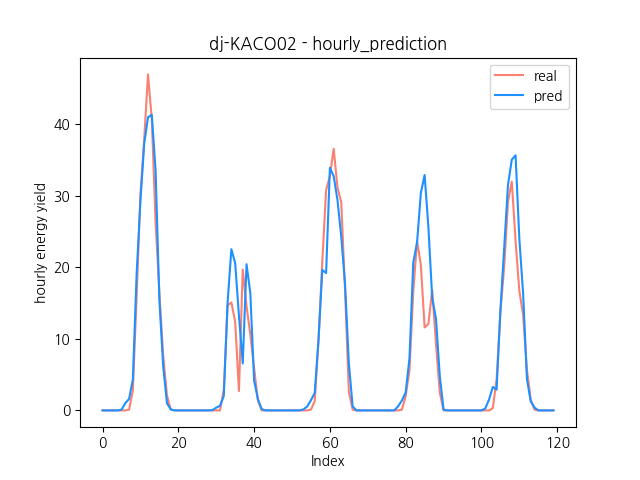 dj-KACO02 - hourly_prediction
real
pred
hourly energy yield
40
30
20
10
0
0 20 40 60 80 100 120
Index